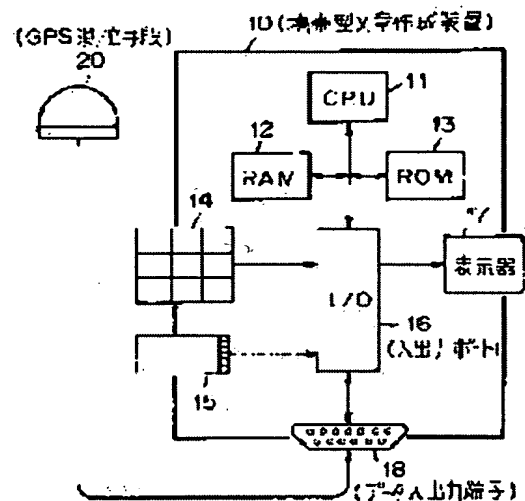 (GPS測位手段)
20
10(携帯型文章作成装置)
CPU
11
12
13
RAM
ROM
14
表示器
I/O
16
(入出力ポート)
15
18
(データ入出力端子)